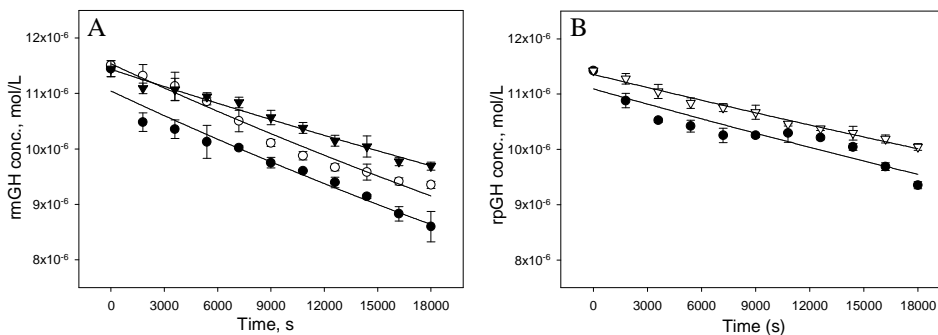 A
12x10-6
11x10-6
10x10-6
9x10-6
8x10-6
rmGH conc., mol/L
0 3000 6000 9000 12000 15000 18000
Time, s
B
12x10-6
11x10-6
10x10-6
9x10-6
8x10-6
rpGH conc., mol/L
0 3000 6000 9000 12000 15000 18000
Time (s)